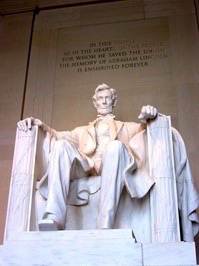 IN THIS TEMPLE
AS IN THE HEARTS OF THE PEOPLE
FOR WHOM HE SAVED THE UNION
THE MEMORY OF ABRAHAM LINCOLN
IS ENSHRINED FOREVER